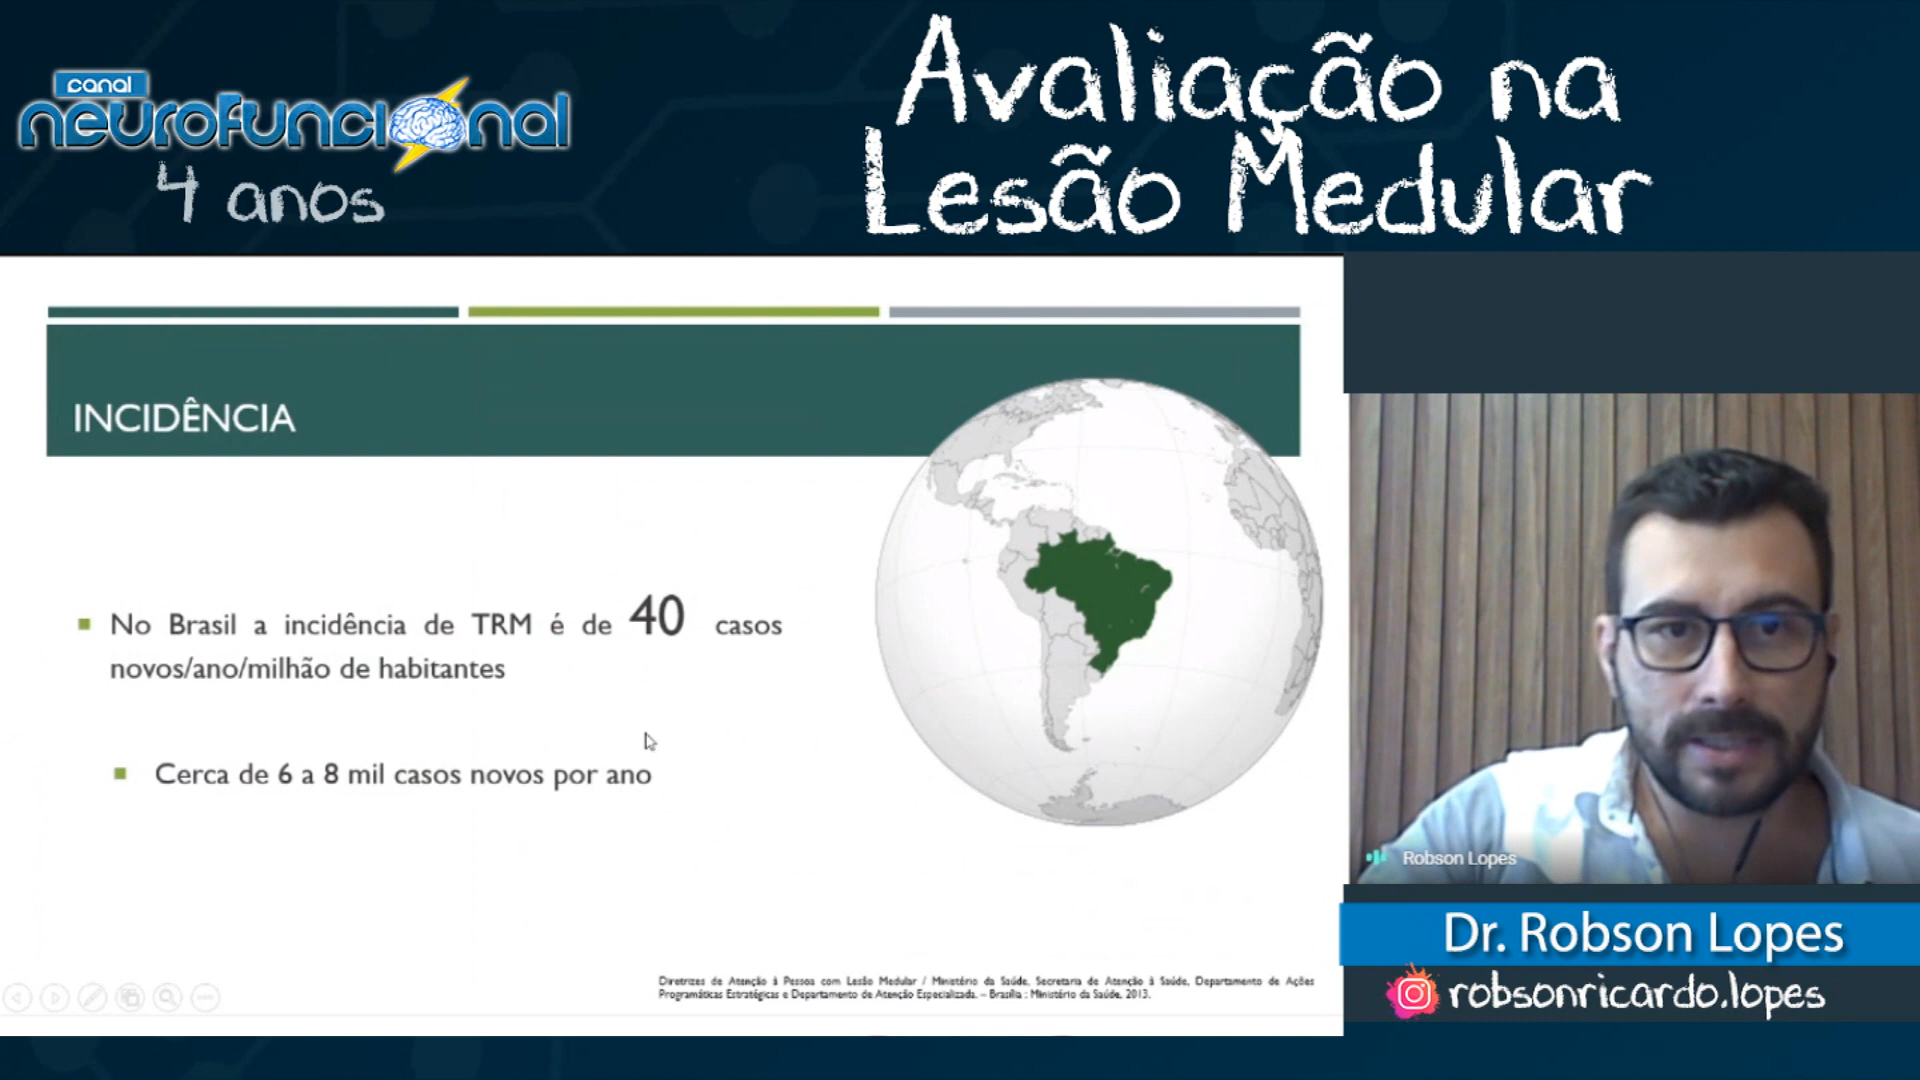 canal
neurofuncional
4 anos
Avaliação na
Lesão Medular
INCIDÊNCIA
No Brasil a incidência de TRM é de 40 casos
novos/ano/milhão de habitantes
Cerca de 6 a 8 mil casos novos por ano
Diretrizes de Atenção à Pessoa com Lesão Medular / Ministério da Saúde, Secretaria de Atenção à Saúde, Departamento de Ações
Programáticas Estratégicas e Departamento de Atenção Especializada. – Brasília : Ministério da Saúde, 2013.
Robson Lopes
Dr. Robson Lopes
robsonricardo.lopes